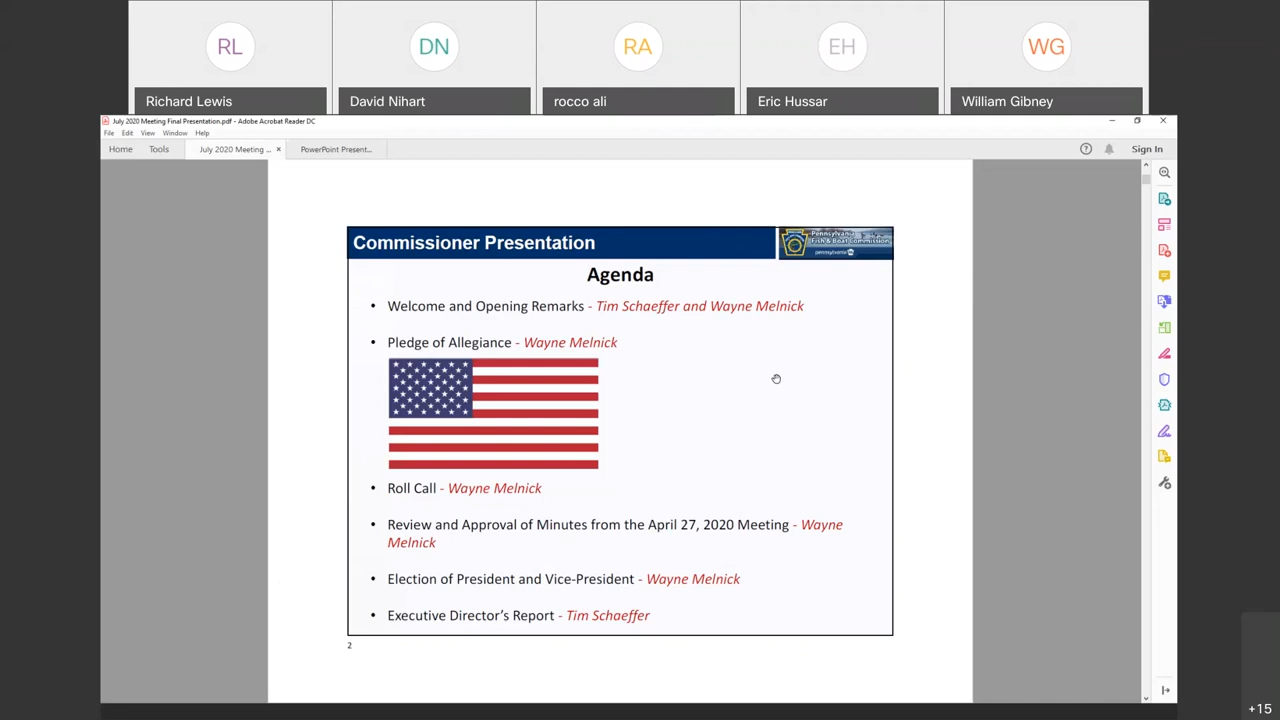 RL
DN
RA
EH
WG
Richard Lewis
David Nihart
rocco ali
Eric Hussar
William Gibney
July 2020 Meeting Final Presentation.pdf - Adobe Acrobat Reader DC
File Edit View Window Help
Home Tools July 2020 Meeting ... × PowerPoint Present... Sign In
Commissioner Presentation
Pennsylvania
Fish & Boat Commission
pennsylvania
Agenda
• Welcome and Opening Remarks - Tim Schaeffer and Wayne Melnick
• Pledge of Allegiance - Wayne Melnick
• Roll Call - Wayne Melnick
• Review and Approval of Minutes from the April 27, 2020 Meeting - Wayne
Melnick
• Election of President and Vice-President - Wayne Melnick
• Executive Director’s Report - Tim Schaeffer
2
+15